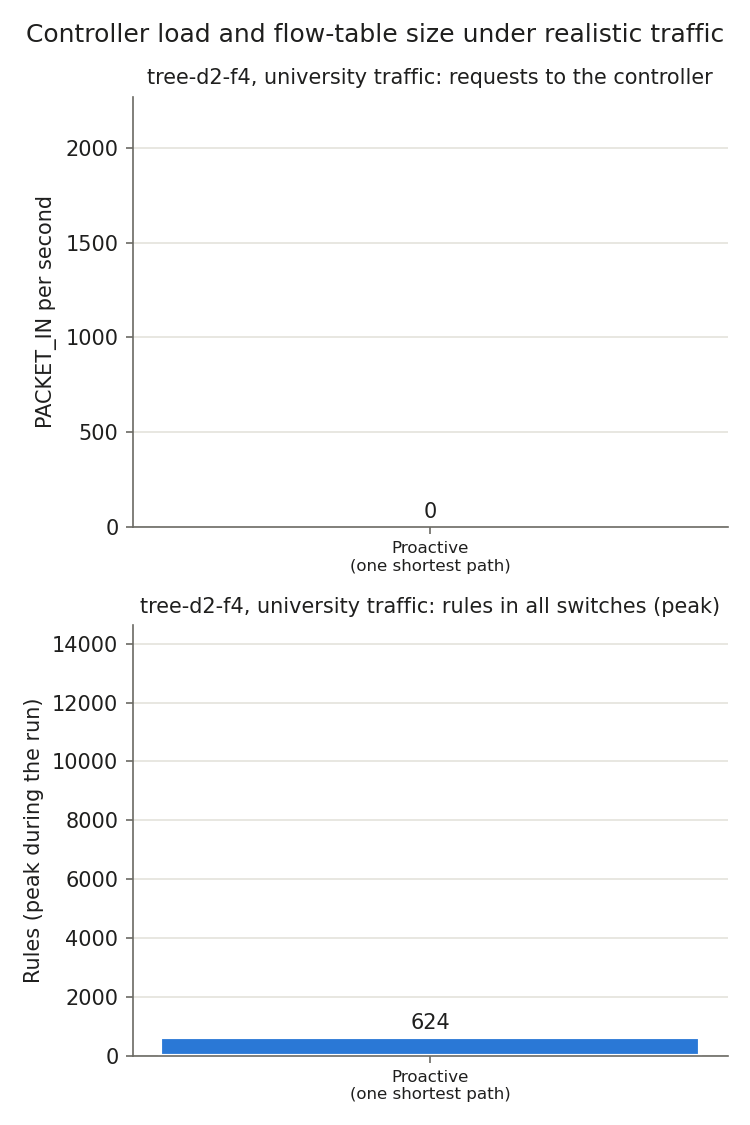 Controller load and flow-table size under realistic traffic
tree-d2-f4, university traffic: requests to the controller
PACKET_IN per second
2000
1500
1000
500
0
0
Proactive
(one shortest path)
tree-d2-f4, university traffic: rules in all switches (peak)
Rules (peak during the run)
14000
12000
10000
8000
6000
4000
2000
0
624
Proactive
(one shortest path)